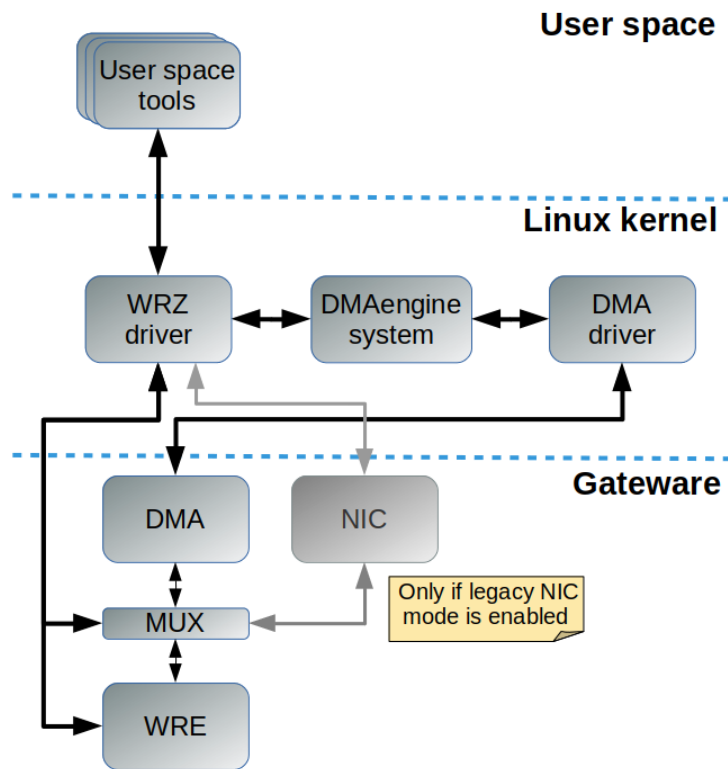 User space
User space
tools
Linux kernel
WRZ
driver
DMAengine
system
DMA
driver
Gateware
DMA
NIC
Only if legacy NIC
mode is enabled
MUX
WRE